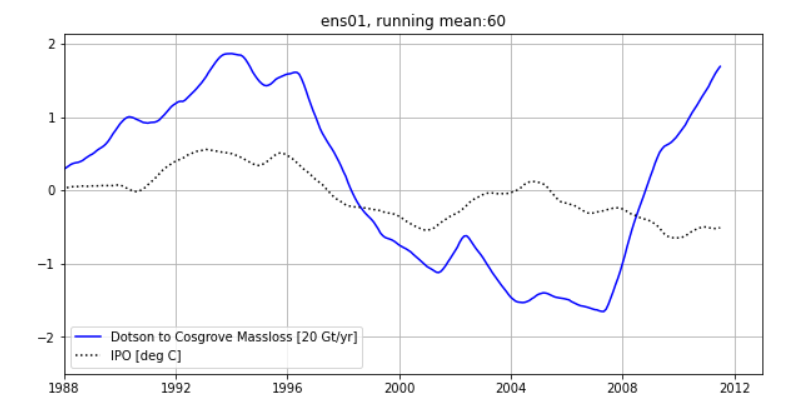 ens01, running mean:60
2
1
0
−1
−2
Dotson to Cosgrove Massloss [20 Gt/yr]
IPO [deg C]
1988 1992 1996 2000 2004 2008 2012